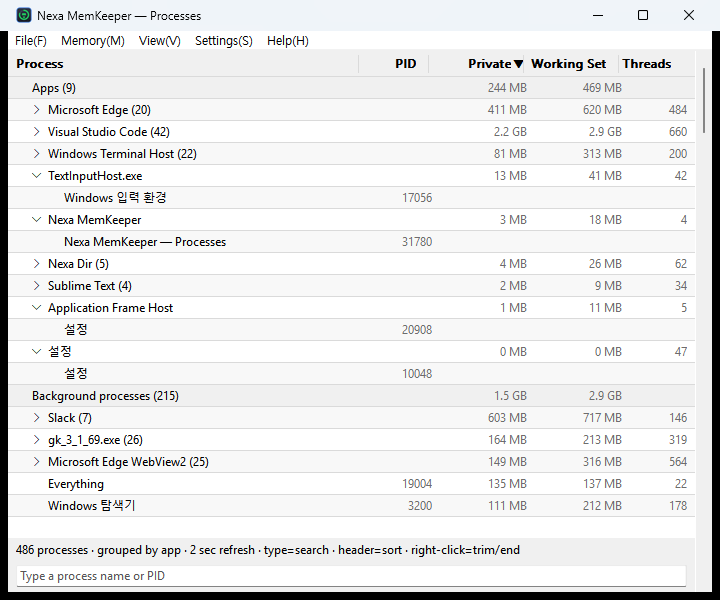 Nexa MemKeeper — Processes
File(F) Memory(M) View(V) Settings(S) Help(H)
Process PID Private▼ Working Set Threads
Apps (9) 244 MB 469 MB
Microsoft Edge (20) 411 MB 620 MB 484
Visual Studio Code (42) 2.2 GB 2.9 GB 660
Windows Terminal Host (22) 81 MB 313 MB 200
TextInputHost.exe 13 MB 41 MB 42
Windows 입력 환경 17056
Nexa MemKeeper 3 MB 18 MB 4
Nexa MemKeeper — Processes 31780
Nexa Dir (5) 4 MB 26 MB 62
Sublime Text (4) 2 MB 9 MB 34
Application Frame Host 1 MB 11 MB 5
설정 20908
설정 0 MB 0 MB 47
설정 10048
Background processes (215) 1.5 GB 2.9 GB
Slack (7) 603 MB 717 MB 146
gk_3_1_69.exe (26) 164 MB 213 MB 319
Microsoft Edge WebView2 (25) 149 MB 316 MB 564
Everything 19004 135 MB 137 MB 22
Windows 탐색기 3200 111 MB 212 MB 178
486 processes · grouped by app · 2 sec refresh · type=search · header=sort · right-click=trim/end
Type a process name or PID